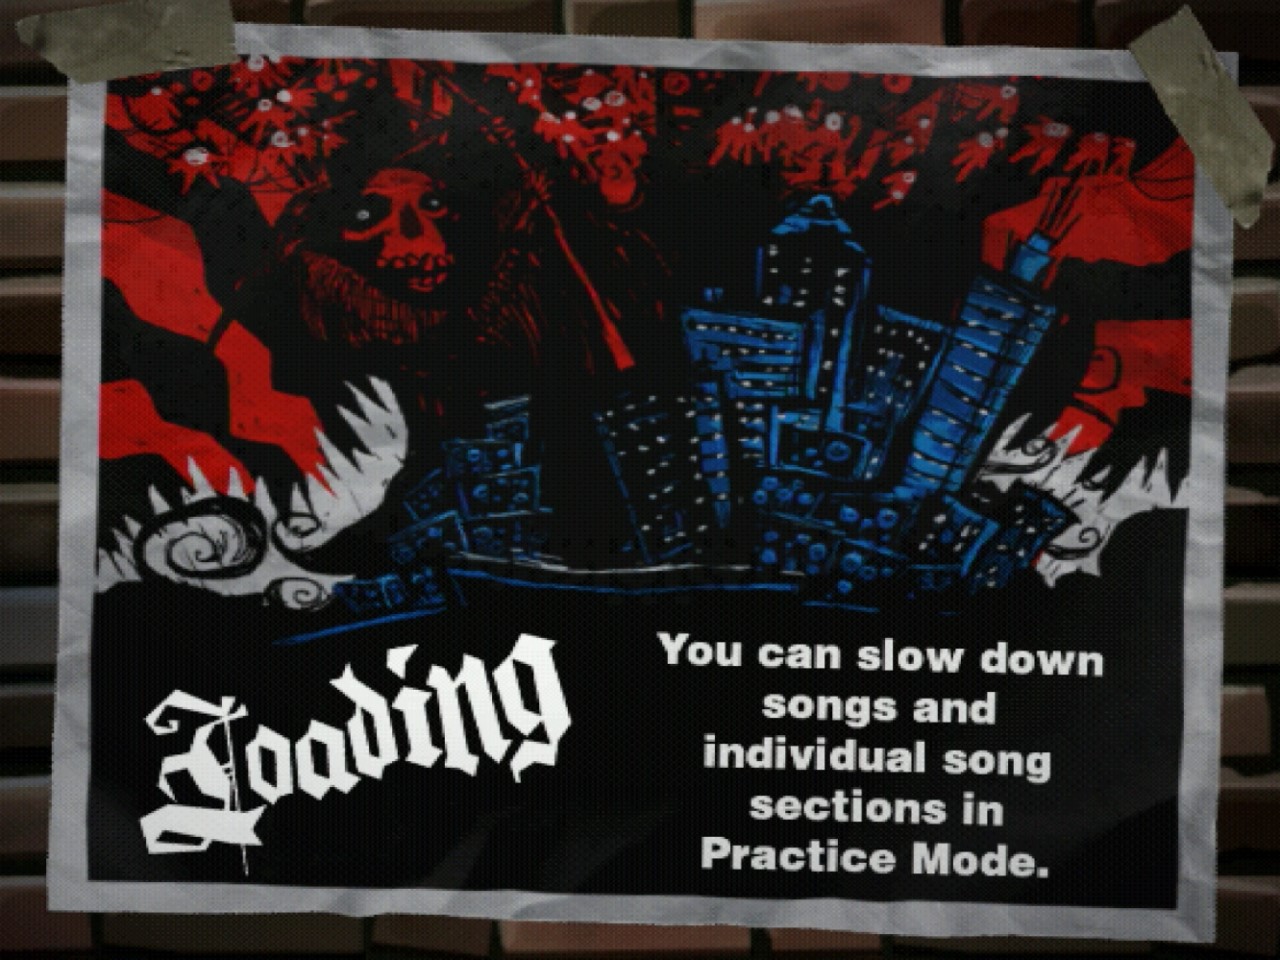 Loading
You can slow down
songs and
individual song
sections in
Practice Mode.